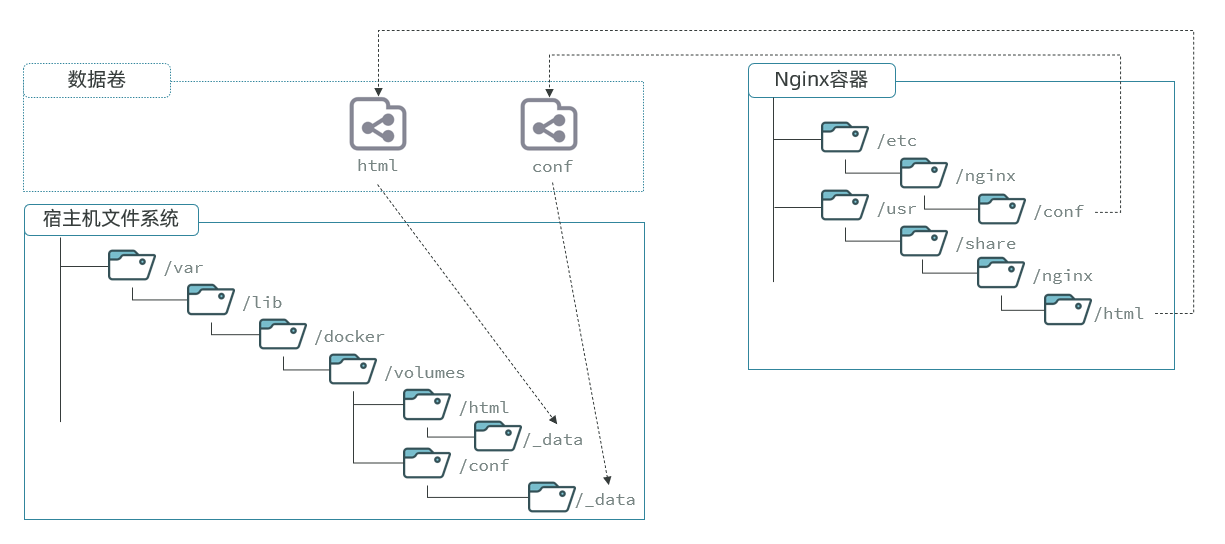 数据卷
html
conf
宿主机文件系统
/var
/lib
/docker
/volumes
/html
/_data
/conf
/_data
Nginx容器
/etc
/nginx
/conf
/usr
/share
/nginx
/html